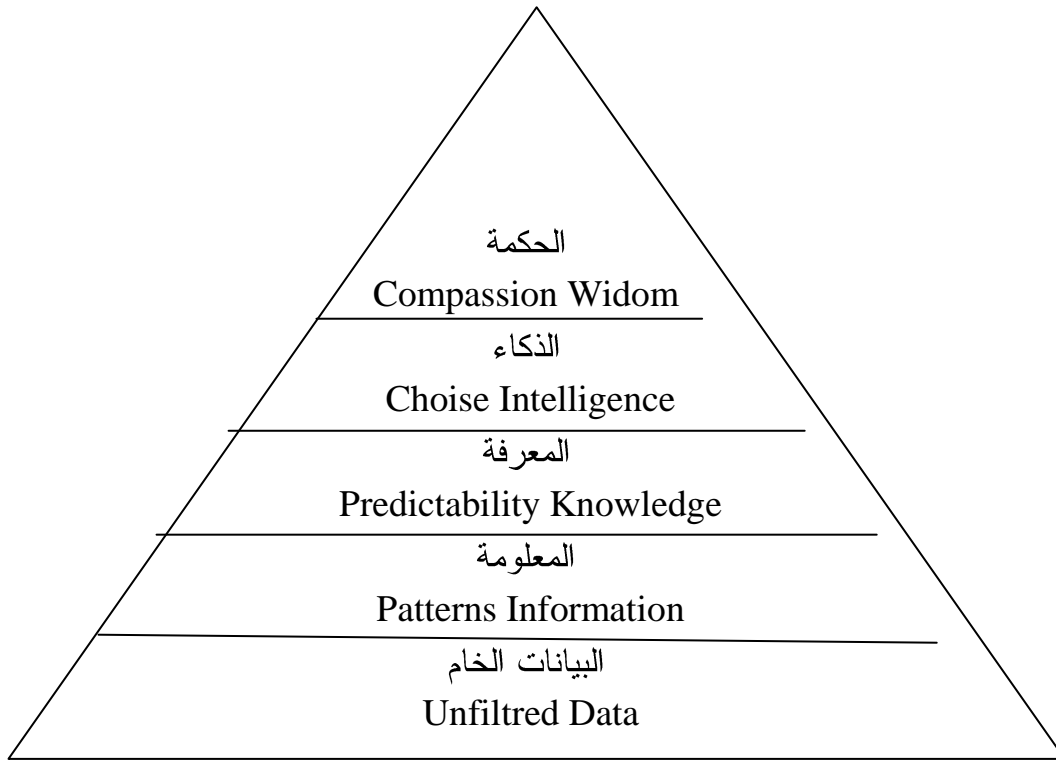 الحكمة
Compassion Widom
الذكاء
Choise Intelligence
المعرفة
Predictability Knowledge
المعلومة
Patterns Information
البيانات الخام
Unfiltred Data